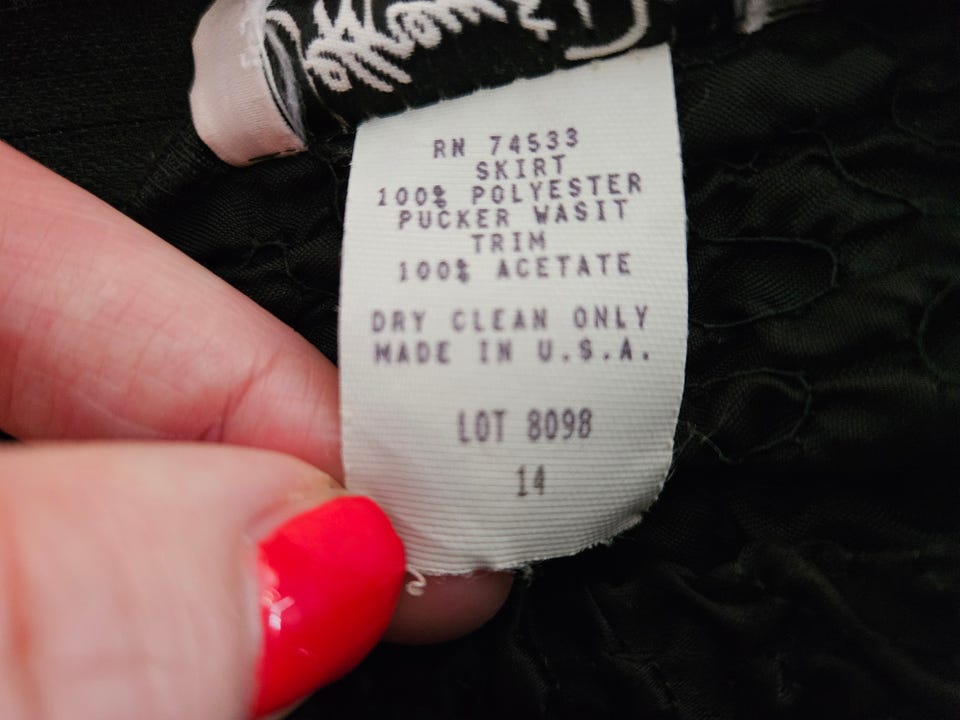 RN 74533
SKIRT
100% POLYESTER
PUCKER WASIT
TRIM
100% ACETATE
DRY CLEAN ONLY
MADE IN U.S.A.
LOT 8098
14